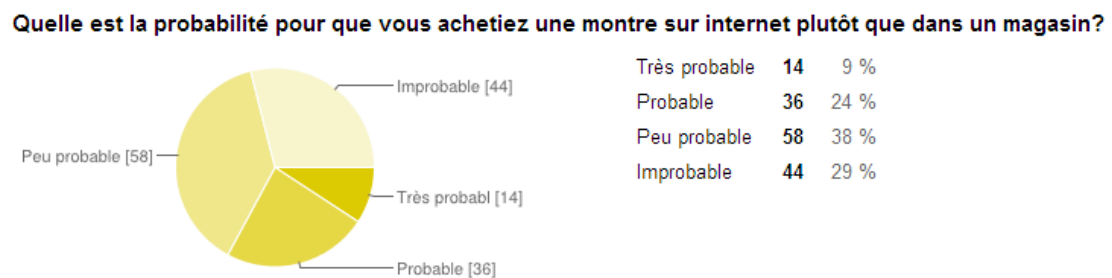 Quelle est la probabilité pour que vous achetiez une montre sur internet plutôt que dans un magasin?
Improbable [44]
Peu probable [58]
Très probabl [14]
Probable [36]
Très probable 14 9 %
Probable 36 24 %
Peu probable 58 38 %
Improbable 44 29 %